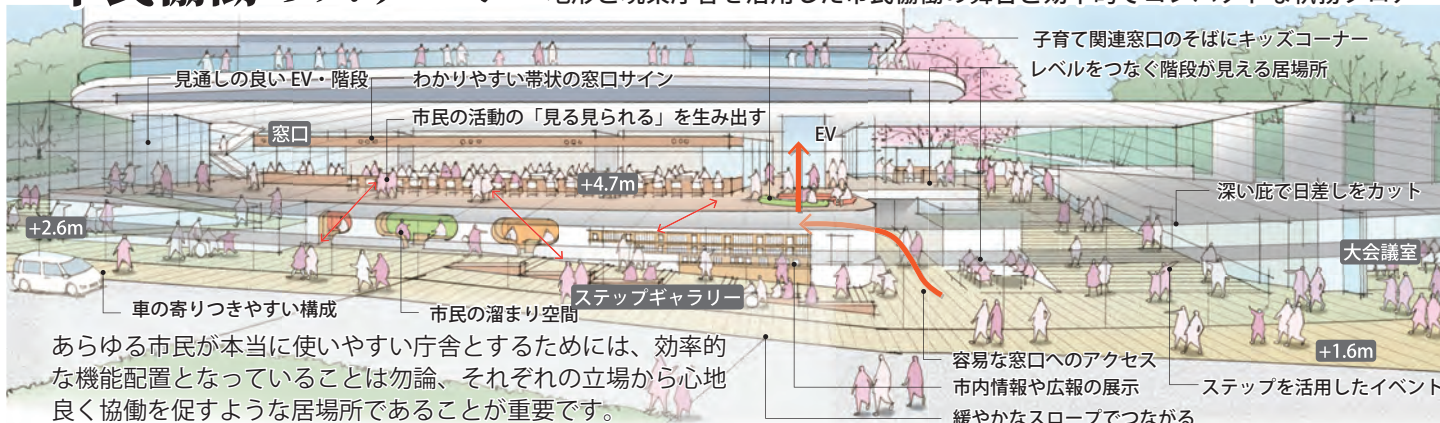 子育て関連窓口のそばにキッズコーナー
見通しの良い EV・階段
わかりやすい帯状の窓口サイン
レベルをつなぐ階段が見える居場所
市民の活動の「見る見られる」を生み出す
窓口
EV
+4.7m
深い庇で日差しをカット
+2.6m
大会議室
ステップギャラリー
車の寄りつきやすい構成
市民の溜まり空間
+1.6m
容易な窓口へのアクセス
市内情報や広報の展示
ステップを活用したイベント
緩やかなスロープでつながる
あらゆる市民が本当に使いやすい庁舎とするためには、効率的
な機能配置となっていることは勿論、それぞれの立場から心地
良く協働を促すような居場所であることが重要です。